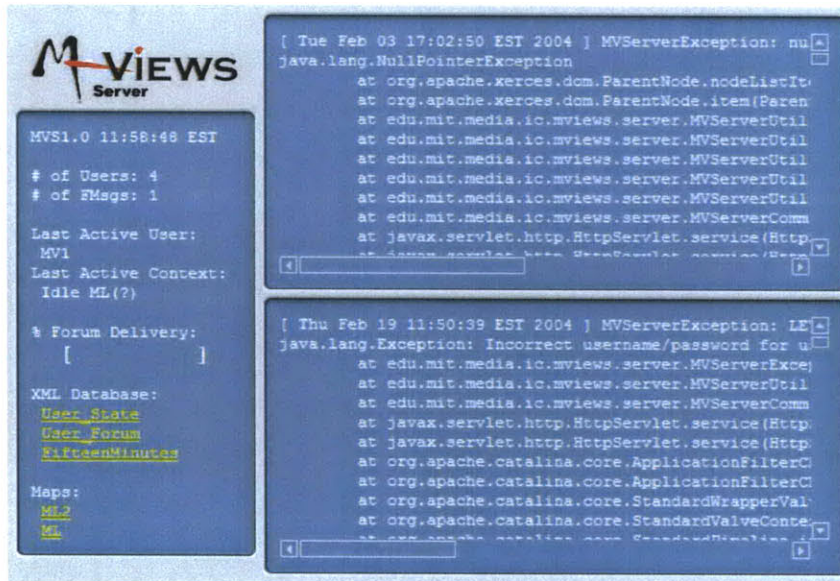 M-ViEWS
Server
MVS1.0 11:58:48 EST
# of Users: 4
# of FMsgs: 1
Last Active User:
MV1
Last Active Context:
Idle ML(?)
% Forum Delivery:
[ ]
XML Database:
User_State
User_Forum
FifteenMinutes
Maps:
ML2
ML
[ Tue Feb 03 17:02:50 EST 2004 ] MVServerException: nu
java.lang.NullPointerException
at org.apache.xerces.dom.ParentNode.nodeListIt
at org.apache.xerces.dom.ParentNode.item(Paren
at edu.mit.media.ic.mviews.server.MVServerUtil
at edu.mit.media.ic.mviews.server.MVServerUtil
at edu.mit.media.ic.mviews.server.MVServerUtil
at edu.mit.media.ic.mviews.server.MVServerUtil
at edu.mit.media.ic.mviews.server.MVServerUtil
at edu.mit.media.ic.mviews.server.MVServerComm
at javax.servlet.http.HttpServlet.service(Http
[ Thu Feb 19 11:50:39 EST 2004 ] MVServerException: LE
java.lang.Exception: Incorrect username/password for u
at edu.mit.media.ic.mviews.server.MVServerExce
at edu.mit.media.ic.mviews.server.MVServerUtil
at edu.mit.media.ic.mviews.server.MVServerComm
at javax.servlet.http.HttpServlet.service(Http
at javax.servlet.http.HttpServlet.service(Http
at org.apache.catalina.core.ApplicationFilterC
at org.apache.catalina.core.ApplicationFilterC
at org.apache.catalina.core.StandardWrapperVal
at org.apache.catalina.core.StandardValveConte